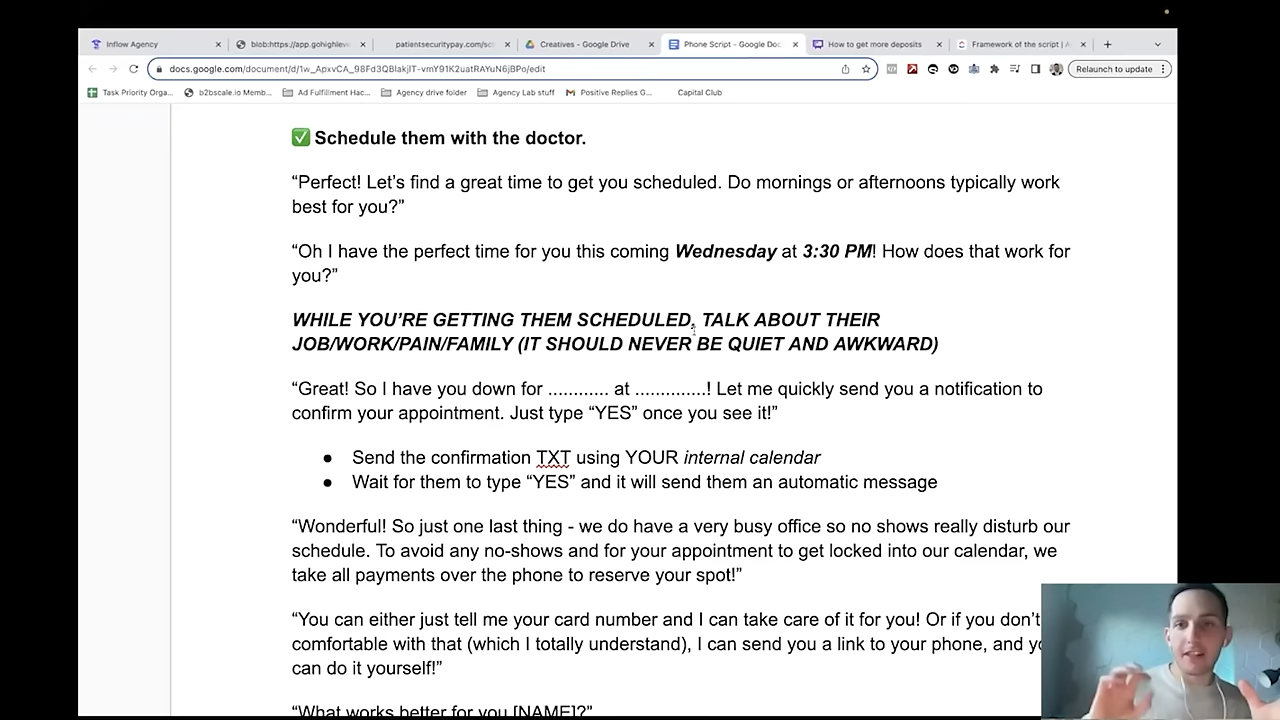 Inflow Agency
blob:https://app.gohighleve
patientsecuritypay.com/sch
Creatives - Google Drive
Phone Script - Google Doc
How to get more deposits
Framework of the script | A
docs.google.com/document/d/1w_ApxvCA_98Fd3QBlakjIT-vmY91K2uatRAYuN6jBPo/edit
Relaunch to update
Task Priority Orga...
b2bscale.io Memb...
Ad Fulfillment Hac...
Agency drive folder
Agency Lab stuff
Positive Replies G...
Capital Club
✅ Schedule them with the doctor.
“Perfect! Let’s find a great time to get you scheduled. Do mornings or afternoons typically work
best for you?”
“Oh I have the perfect time for you this coming Wednesday at 3:30 PM! How does that work for
you?”
WHILE YOU’RE GETTING THEM SCHEDULED, TALK ABOUT THEIR
JOB/WORK/PAIN/FAMILY (IT SHOULD NEVER BE QUIET AND AWKWARD)
“Great! So I have you down for ............ at ..............! Let me quickly send you a notification to
confirm your appointment. Just type “YES” once you see it!”
● Send the confirmation TXT using YOUR internal calendar
● Wait for them to type “YES” and it will send them an automatic message
“Wonderful! So just one last thing - we do have a very busy office so no shows really disturb our
schedule. To avoid any no-shows and for your appointment to get locked into our calendar, we
take all payments over the phone to reserve your spot!”
“You can either just tell me your card number and I can take care of it for you! Or if you don’t
comfortable with that (which I totally understand), I can send you a link to your phone, and
can do it yourself!”
“What works better for you [NAME]?”